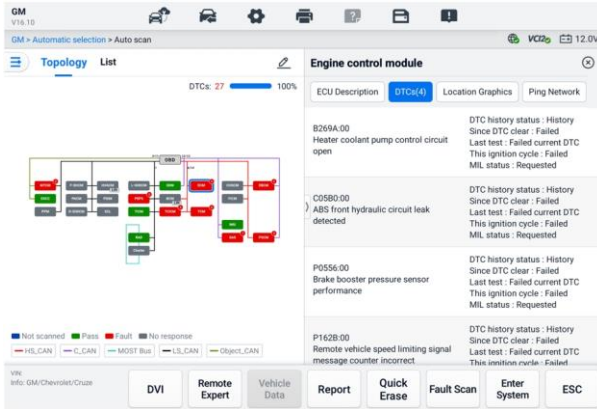 GM
V16.10
GM > Automatic selection > Auto scan
VCI2
12.0V
Topology
List
DTCs: 27
100%
Engine control module
ECU Description
DTCs(4)
Location Graphics
Ping Network
B269A:00
Heater coolant pump control circuit
open
DTC history status : History
Since DTC clear : Failed
Last test : Failed current DTC
This ignition cycle : Failed
MIL status : Requested
C05B0:00
ABS front hydraulic circuit leak
detected
DTC history status : History
Since DTC clear : Failed
Last test : Failed current DTC
This ignition cycle : Failed
MIL status : Requested
P0556:00
Brake booster pressure sensor
performance
DTC history status : History
Since DTC clear : Failed
Last test : Failed current DTC
This ignition cycle : Failed
MIL status : Requested
P162B:00
Remote vehicle speed limiting signal
message counter incorrect
DTC history status : History
Since DTC clear : Failed
Last test : Failed current DTC
This ignition cycle : Failed
Not scanned
Pass
Fault
No response
HS_CAN
C_CAN
MOST Bus
LS_CAN
Object_CAN
VIN:
Info: GM/Chevrolet/Cruze
DVI
Remote
Expert
Vehicle
Data
Report
Quick
Erase
Fault Scan
Enter
System
ESC